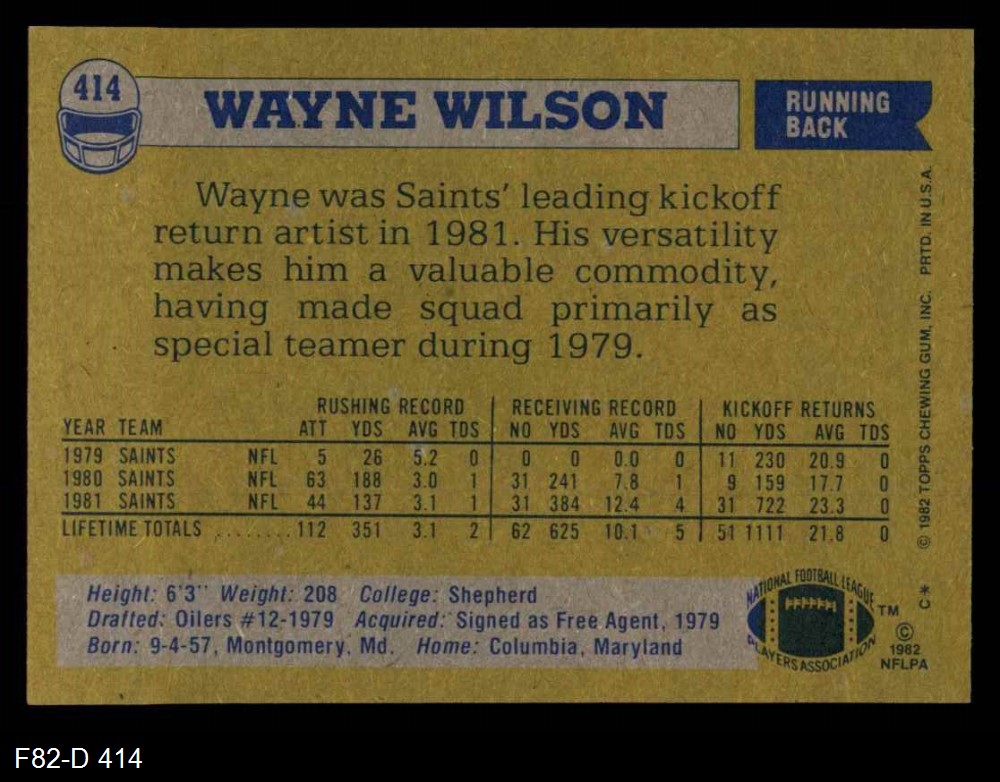 414
WAYNE WILSON
RUNNING
BACK
Wayne was Saints' leading kickoff
return artist in 1981. His versatility
makes him a valuable commodity,
having made squad primarily as
special teamer during 1979.
RUSHING RECORD RECEIVING RECORD KICKOFF RETURNS
YEAR TEAM ATT YDS AVG TDS NO YDS AVG TDS NO YDS AVG TDS
1979 SAINTS NFL 5 26 5.2 0 0 0 0.0 0 11 230 20.9 0
1980 SAINTS NFL 63 188 3.0 1 31 241 7.8 1 9 159 17.7 0
1981 SAINTS NFL 44 137 3.1 1 31 384 12.4 4 31 722 23.3 0
LIFETIME TOTALS ........ 112 351 3.1 2 62 625 10.1 5 51 1111 21.8 0
Height: 6'3" Weight: 208 College: Shepherd
Drafted: Oilers #12-1979 Acquired: Signed as Free Agent, 1979
Born: 9-4-57, Montgomery, Md. Home: Columbia, Maryland
NATIONAL FOOTBALL LEAGUE
PLAYERS ASSOCIATION
TM
©
1982
NFLPA
© 1982 TOPPS CHEWING GUM, INC. PRTD. IN U.S.A.
C*
F82-D 414